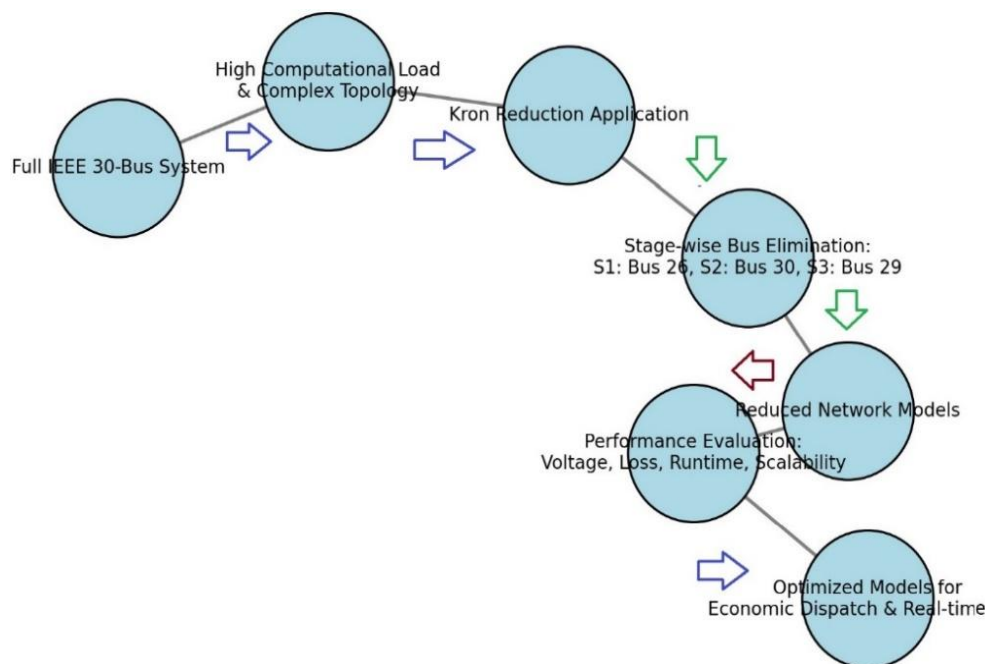 Full IEEE 30-Bus System
High Computational Load
& Complex Topology
Kron Reduction Application
Stage-wise Bus Elimination:
S1: Bus 26, S2: Bus 30, S3: Bus 29
Reduced Network Models
Performance Evaluation:
Voltage, Loss, Runtime, Scalability
Optimized Models for
Economic Dispatch & Real-time